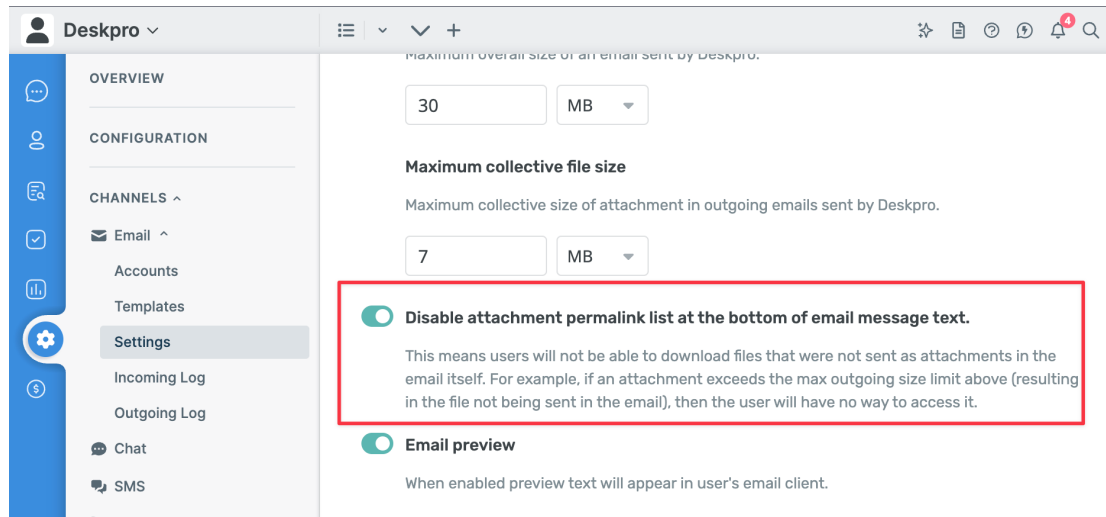 Deskpro
4
OVERVIEW
CONFIGURATION
CHANNELS
Email
Accounts
Templates
Settings
Incoming Log
Outgoing Log
Chat
SMS
Maximum overall size of an email sent by Deskpro.
30
MB
Maximum collective file size
Maximum collective size of attachment in outgoing emails sent by Deskpro.
7
MB
Disable attachment permalink list at the bottom of email message text.
This means users will not be able to download files that were not sent as attachments in the
email itself. For example, if an attachment exceeds the max outgoing size limit above (resulting
in the file not being sent in the email), then the user will have no way to access it.
Email preview
When enabled preview text will appear in user's email client.